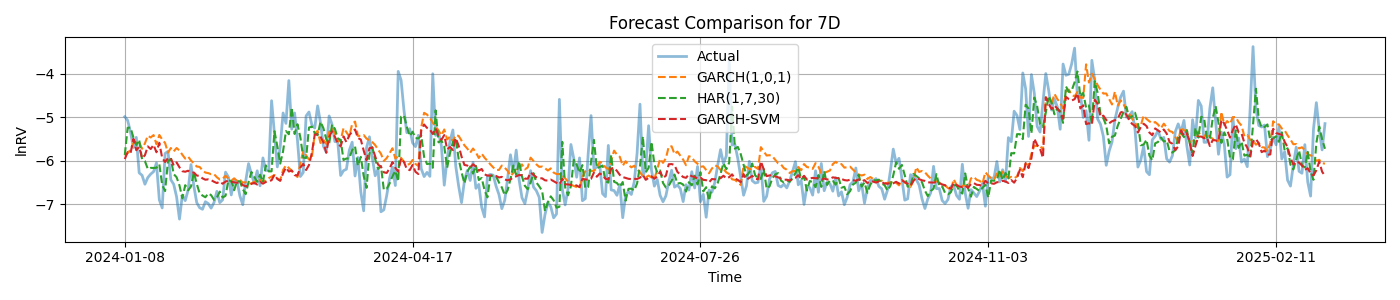 Forecast Comparison for 7D
Actual
GARCH(1,0,1)
HAR(1,7,30)
GARCH-SVM
lnRV
−4
−5
−6
−7
2024-01-08
2024-04-17
2024-07-26
2024-11-03
2025-02-11
Time